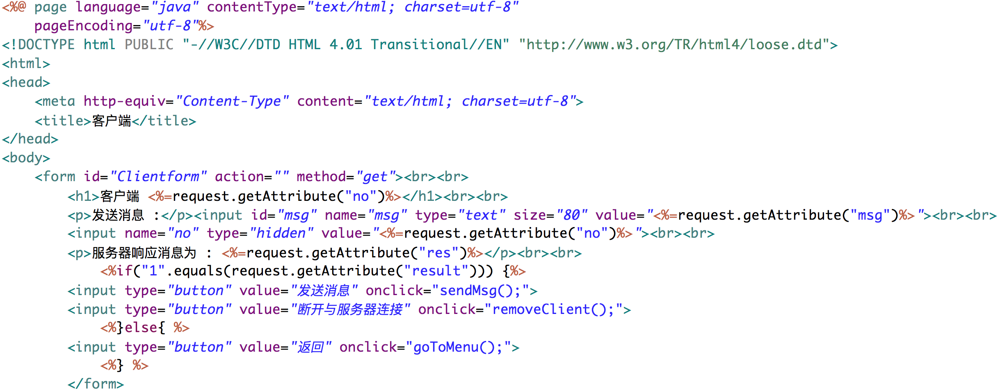 <%@ page language="java" contentType="text/html; charset=utf-8"
    pageEncoding="utf-8"%>
<!DOCTYPE html PUBLIC "-//W3C//DTD HTML 4.01 Transitional//EN" "http://www.w3.org/TR/html4/loose.dtd">
<html>
<head>
    <meta http-equiv="Content-Type" content="text/html; charset=utf-8">
    <title>客户端</title>
</head>
<body>
    <form id="Clientform" action="" method="get"><br><br>
        <h1>客户端 <%=request.getAttribute("no")%></h1><br><br>
        <p>发送消息 :</p><input id="msg" name="msg" type="text" size="80" value="<%=request.getAttribute("msg")%>"><br><br>
        <input name="no" type="hidden" value="<%=request.getAttribute("no")%>"><br><br>
        <p>服务器响应消息为 : <%=request.getAttribute("res")%></p><br><br>
            <%if("1".equals(request.getAttribute("result"))) {%>
        <input type="button" value="发送消息" onclick="sendMsg();">
        <input type="button" value="断开与服务器连接" onclick="removeClient();">
            <%}else{ %>
        <input type="button" value="返回" onclick="goToMenu();">
            <%} %>
        </form>